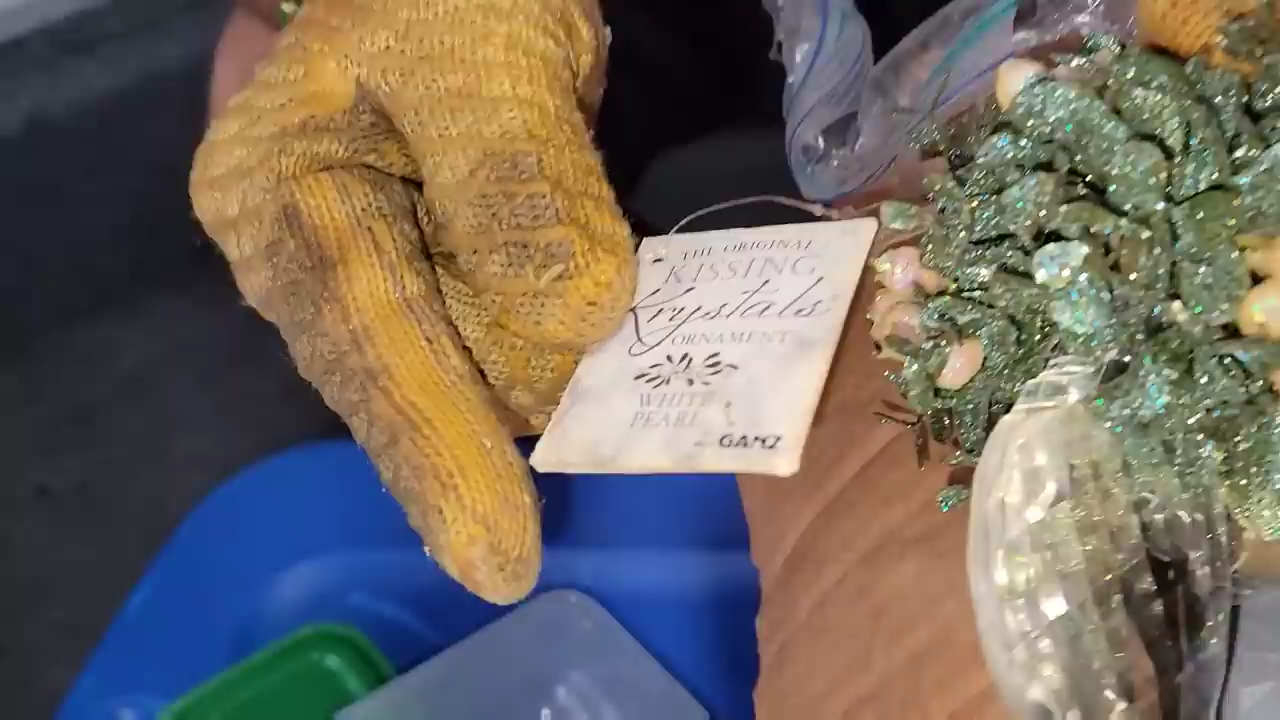 THE ORIGINAL
KISSING
Krystals
ORNAMENT
WHITE
PEARL
GANZ